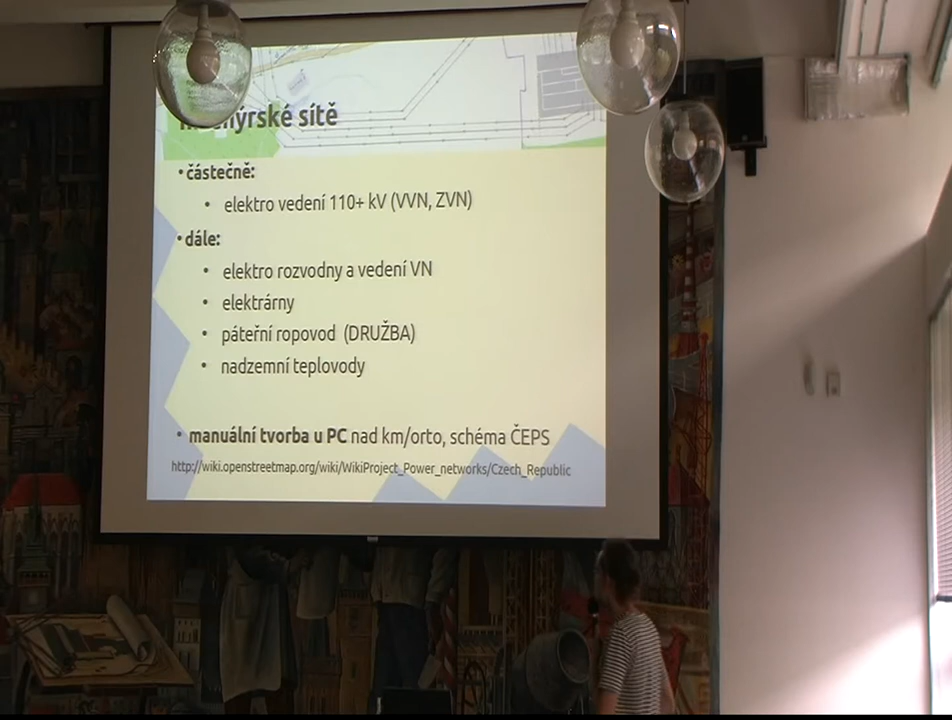 sítě
• částečně:
• elektro vedení 110+ kV (VVN, ZVN)
• dále:
• elektro rozvodny a vedení VN
• elektrárny
• páteřní ropovod (DRUŽBA)
• nadzemní teplovody
• manuální tvorba u PC nad km/orto, schéma ČEPS
http://wiki.openstreetmap.org/wiki/WikiProject_Power_networks/Czech_Republic